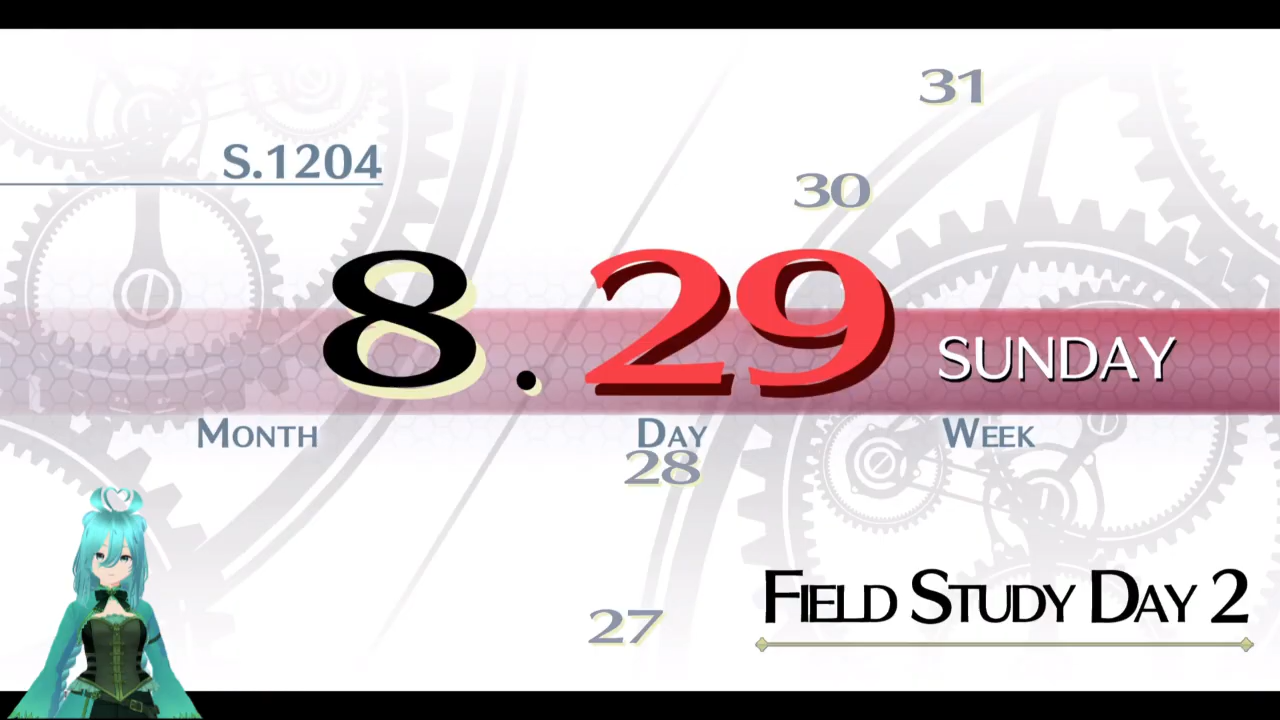 31
S.1204
30
8.29 SUNDAY
MONTH DAY WEEK
28
27
FIELD STUDY DAY 2